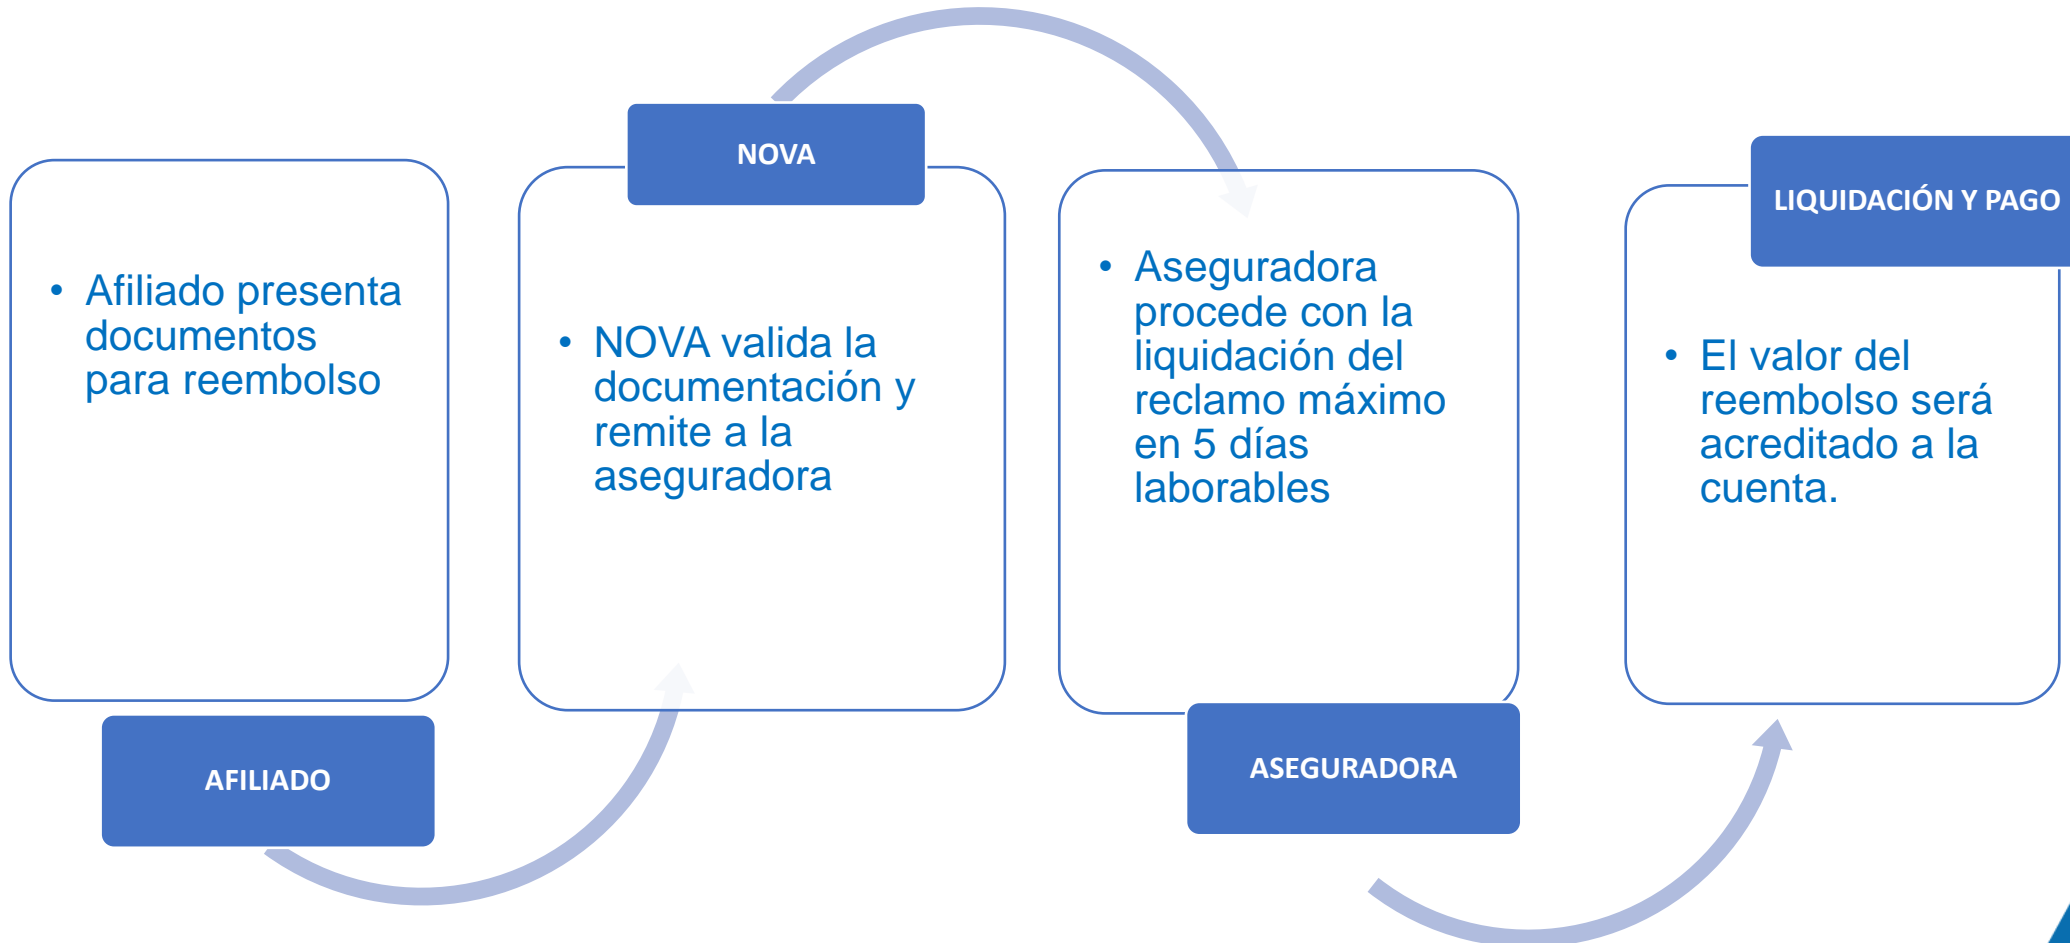 • Afiliado presenta
documentos
para reembolso
AFILIADO
NOVA
• NOVA valida la
documentación y
remite a la
aseguradora
• Aseguradora
procede con la
liquidación del
reclamo máximo
en 5 días
laborables
ASEGURADORA
LIQUIDACIÓN Y PAGO
• El valor del
reembolso será
acreditado a la
cuenta.